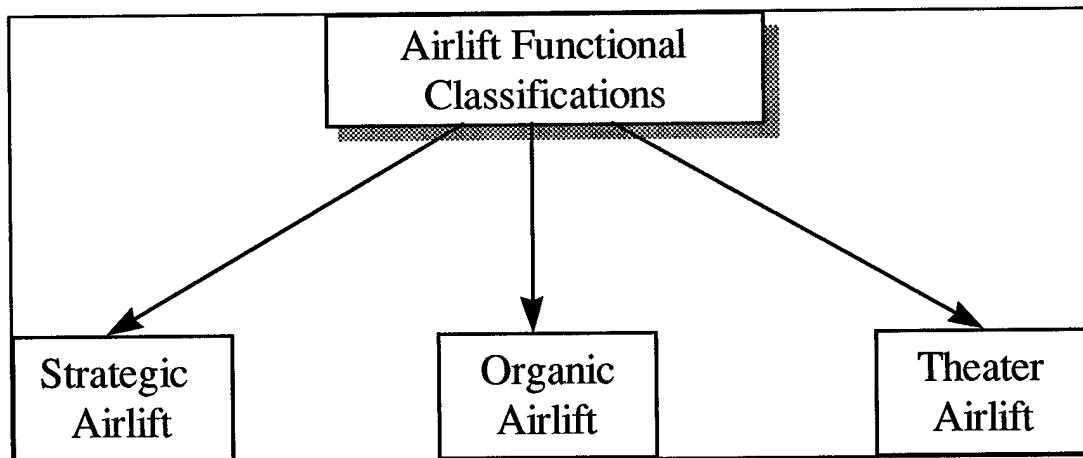 Airlift Functional
Classifications
Strategic
Airlift
Organic
Airlift
Theater
Airlift